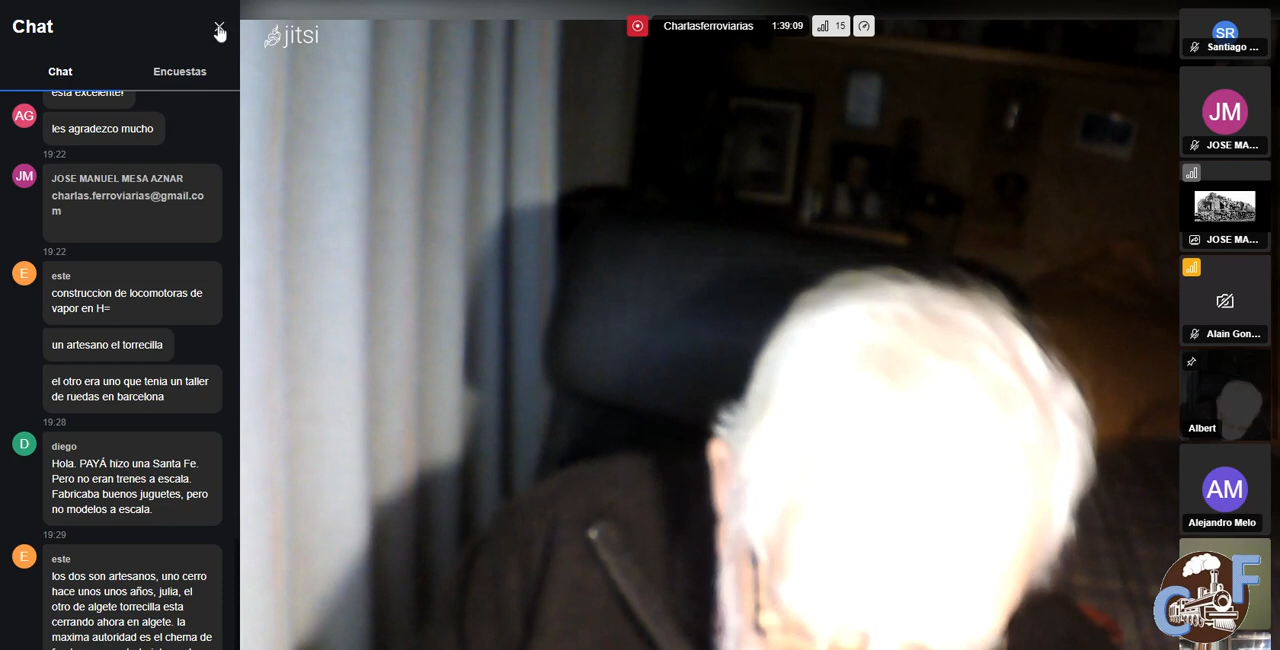 Chat
Chat
Encuestas
está excelente!
AG
les agradezco mucho
19:22
JM
JOSE MANUEL MESA AZNAR
charlas.ferroviarias@gmail.co
m
19:22
E
este
construccion de locomotoras de
vapor en H=
un artesano el torrecilla
el otro era uno que tenia un taller
de ruedas en barcelona
19:28
D
diego
Hola. PAYÁ hizo una Santa Fe.
Pero no eran trenes a escala.
Fabricaba buenos juguetes, pero
no modelos a escala.
19:29
E
este
los dos son artesanos, uno cerro
hace unos unos años, julia, el
otro de algete torrecilla esta
cerrando ahora en algete. la
maxima autoridad es el chema de
jitsi
Charlasferroviarias
1:39:09
15
SR
Santiago ...
JM
JOSE MA...
JOSE MA...
Alain Gon...
Albert
AM
Alejandro Melo
C F